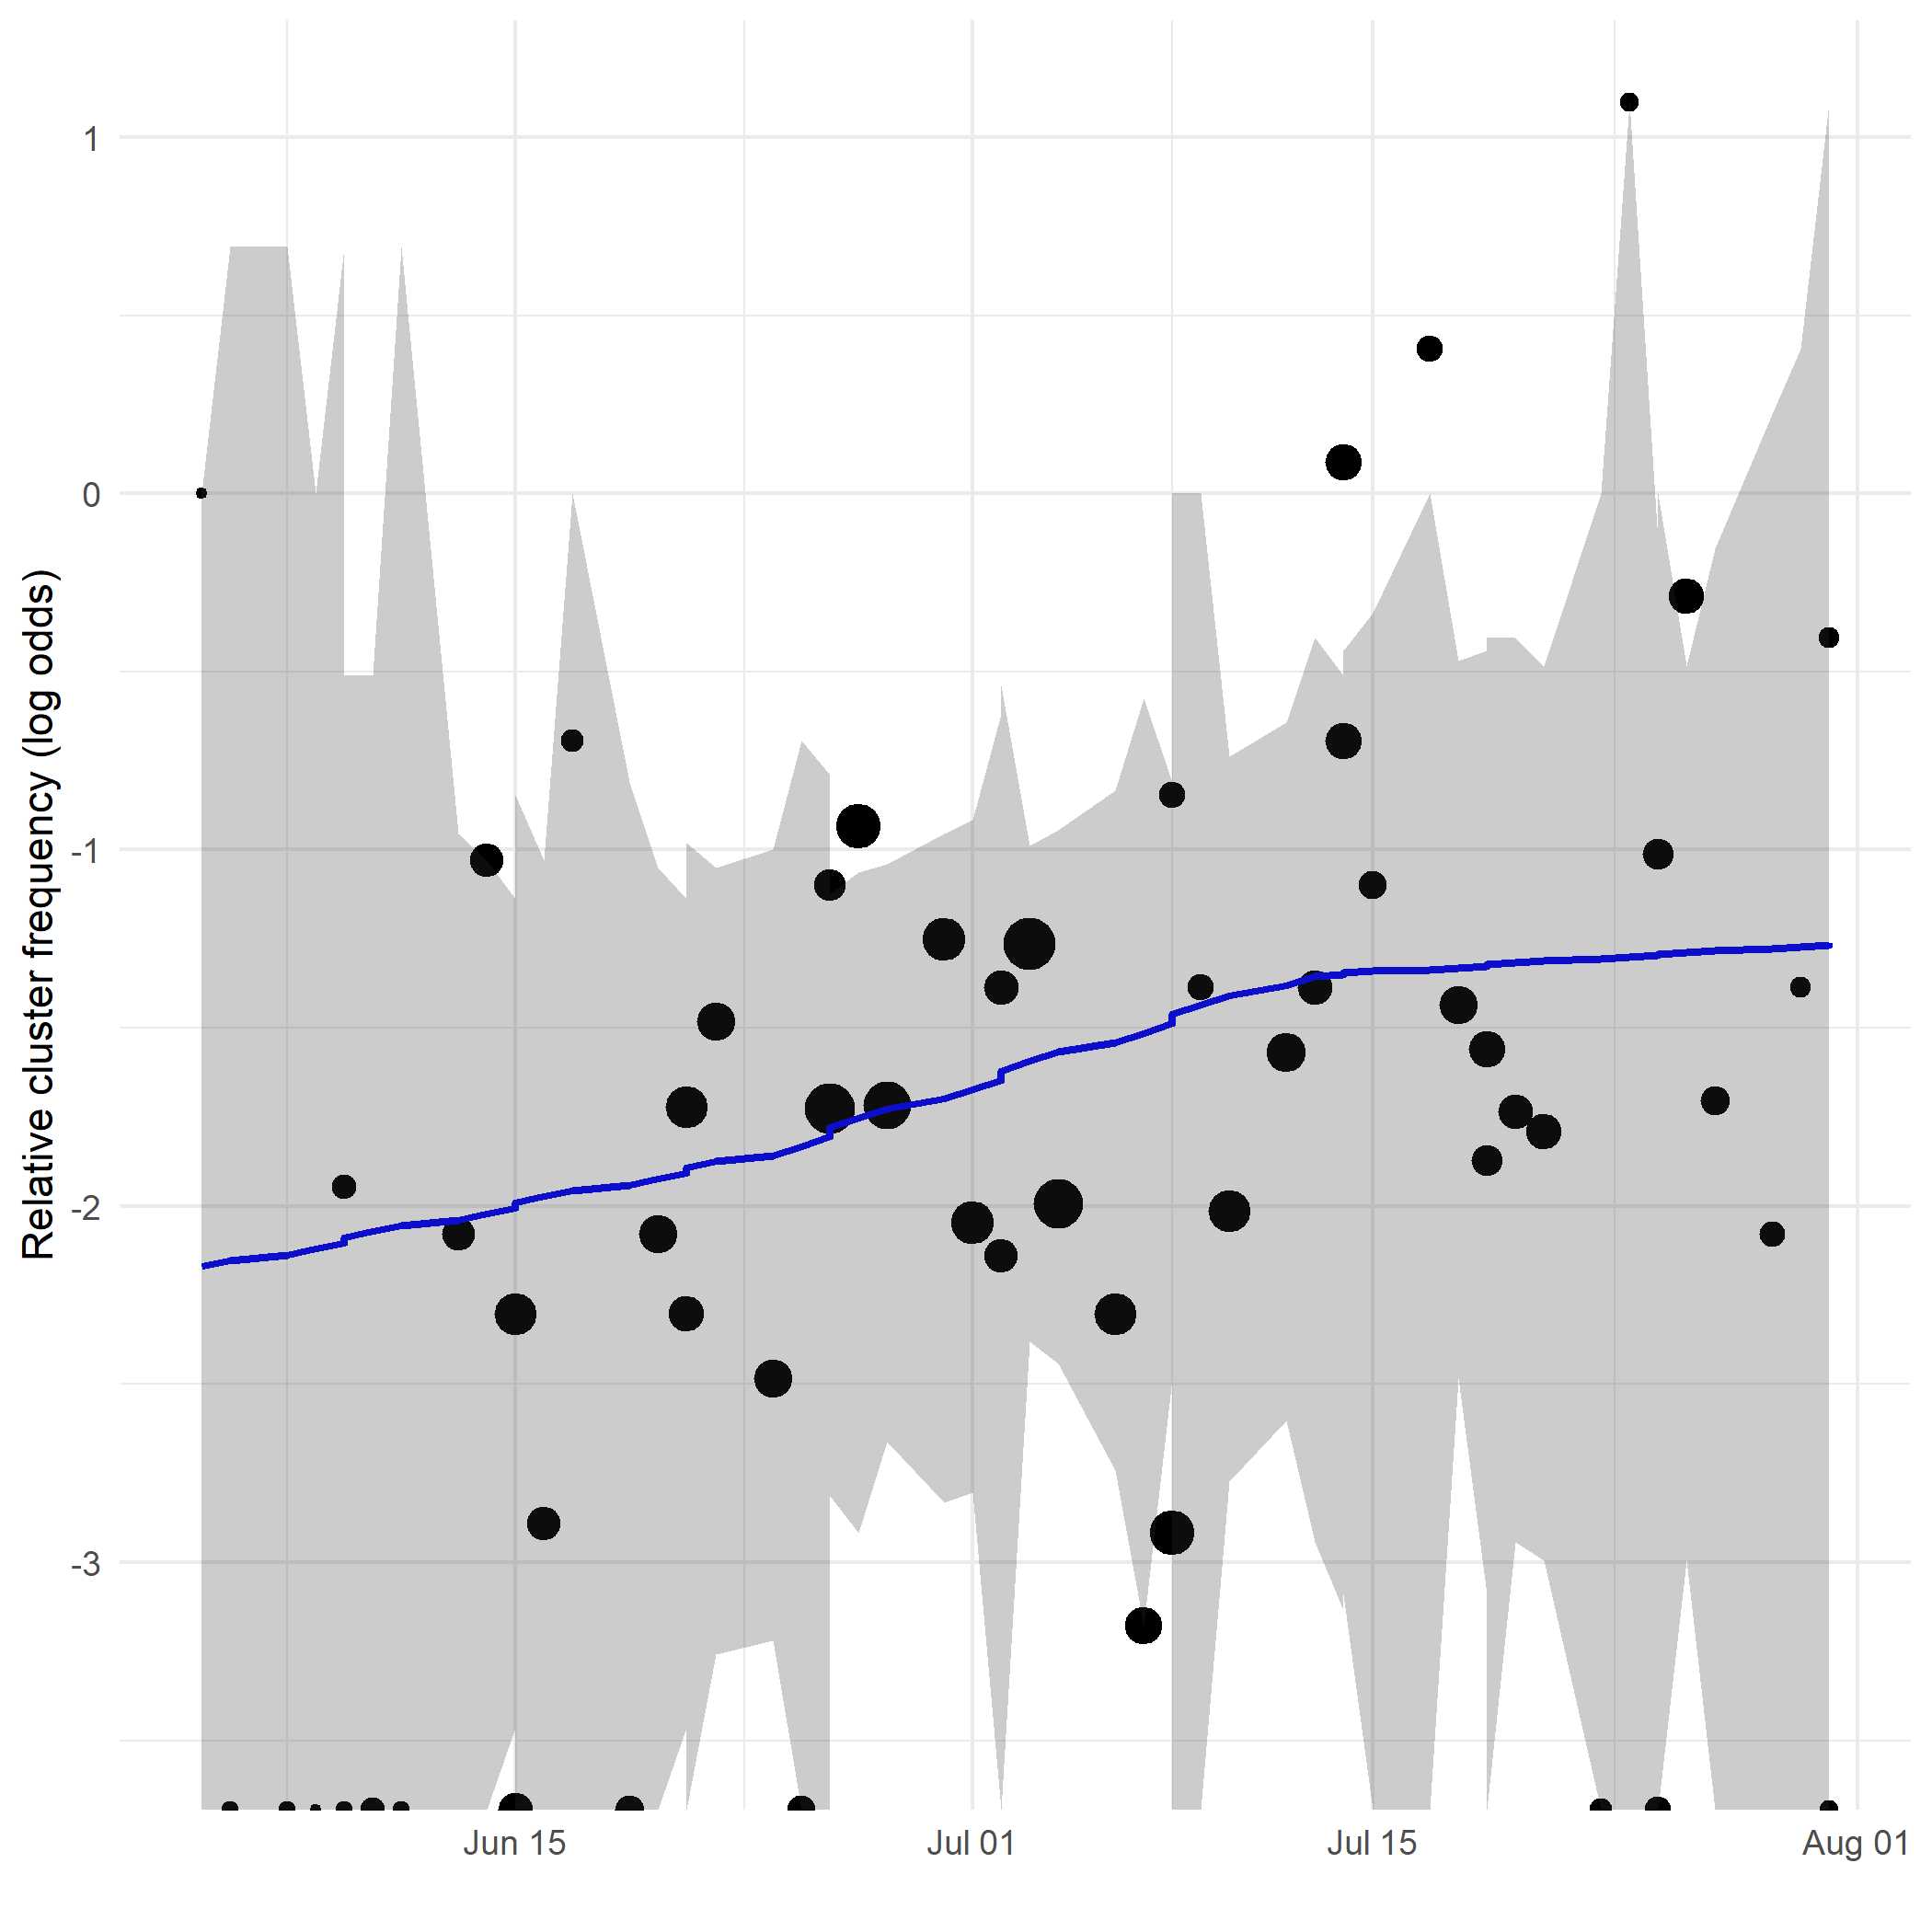 Relative cluster frequency (log odds)
1
0
-1
-2
-3
Jun 15
Jul 01
Jul 15
Aug 01